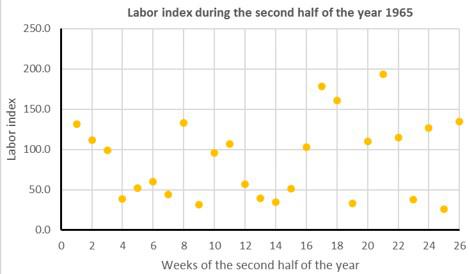 Labor index during the second half of the year 1965
250.0
200.0
150.0
100.0
50.0
0.0
Labor index
0 2 4 6 8 10 12 14 16 18 20 22 24 26
Weeks of the second half of the year